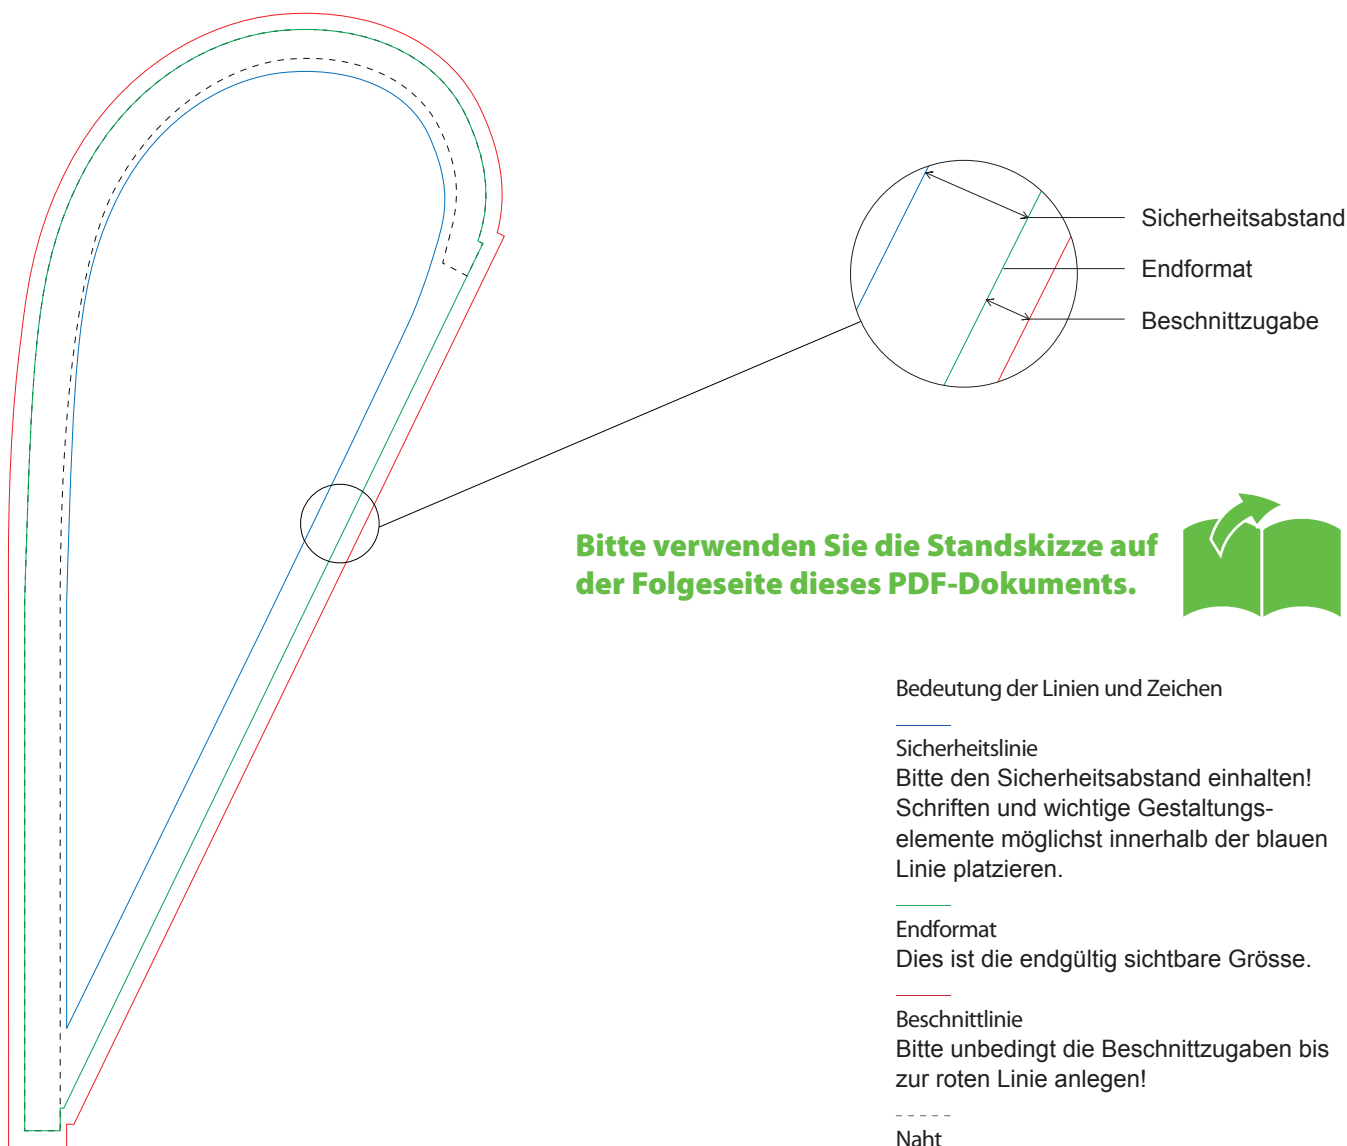 Sicherheitsabstand
Endformat
Beschnittzugabe
Bitte verwenden Sie die Standskizze auf
der Folgeseite dieses PDF-Dokuments.
Bedeutung der Linien und Zeichen
Sicherheitslinie
Bitte den Sicherheitsabstand einhalten!
Schriften und wichtige Gestaltungs-
elemente möglichst innerhalb der blauen
Linie platzieren.
Endformat
Dies ist die endgültig sichtbare Grösse.
Beschnittlinie
Bitte unbedingt die Beschnittzugaben bis
zur roten Linie anlegen!
Naht